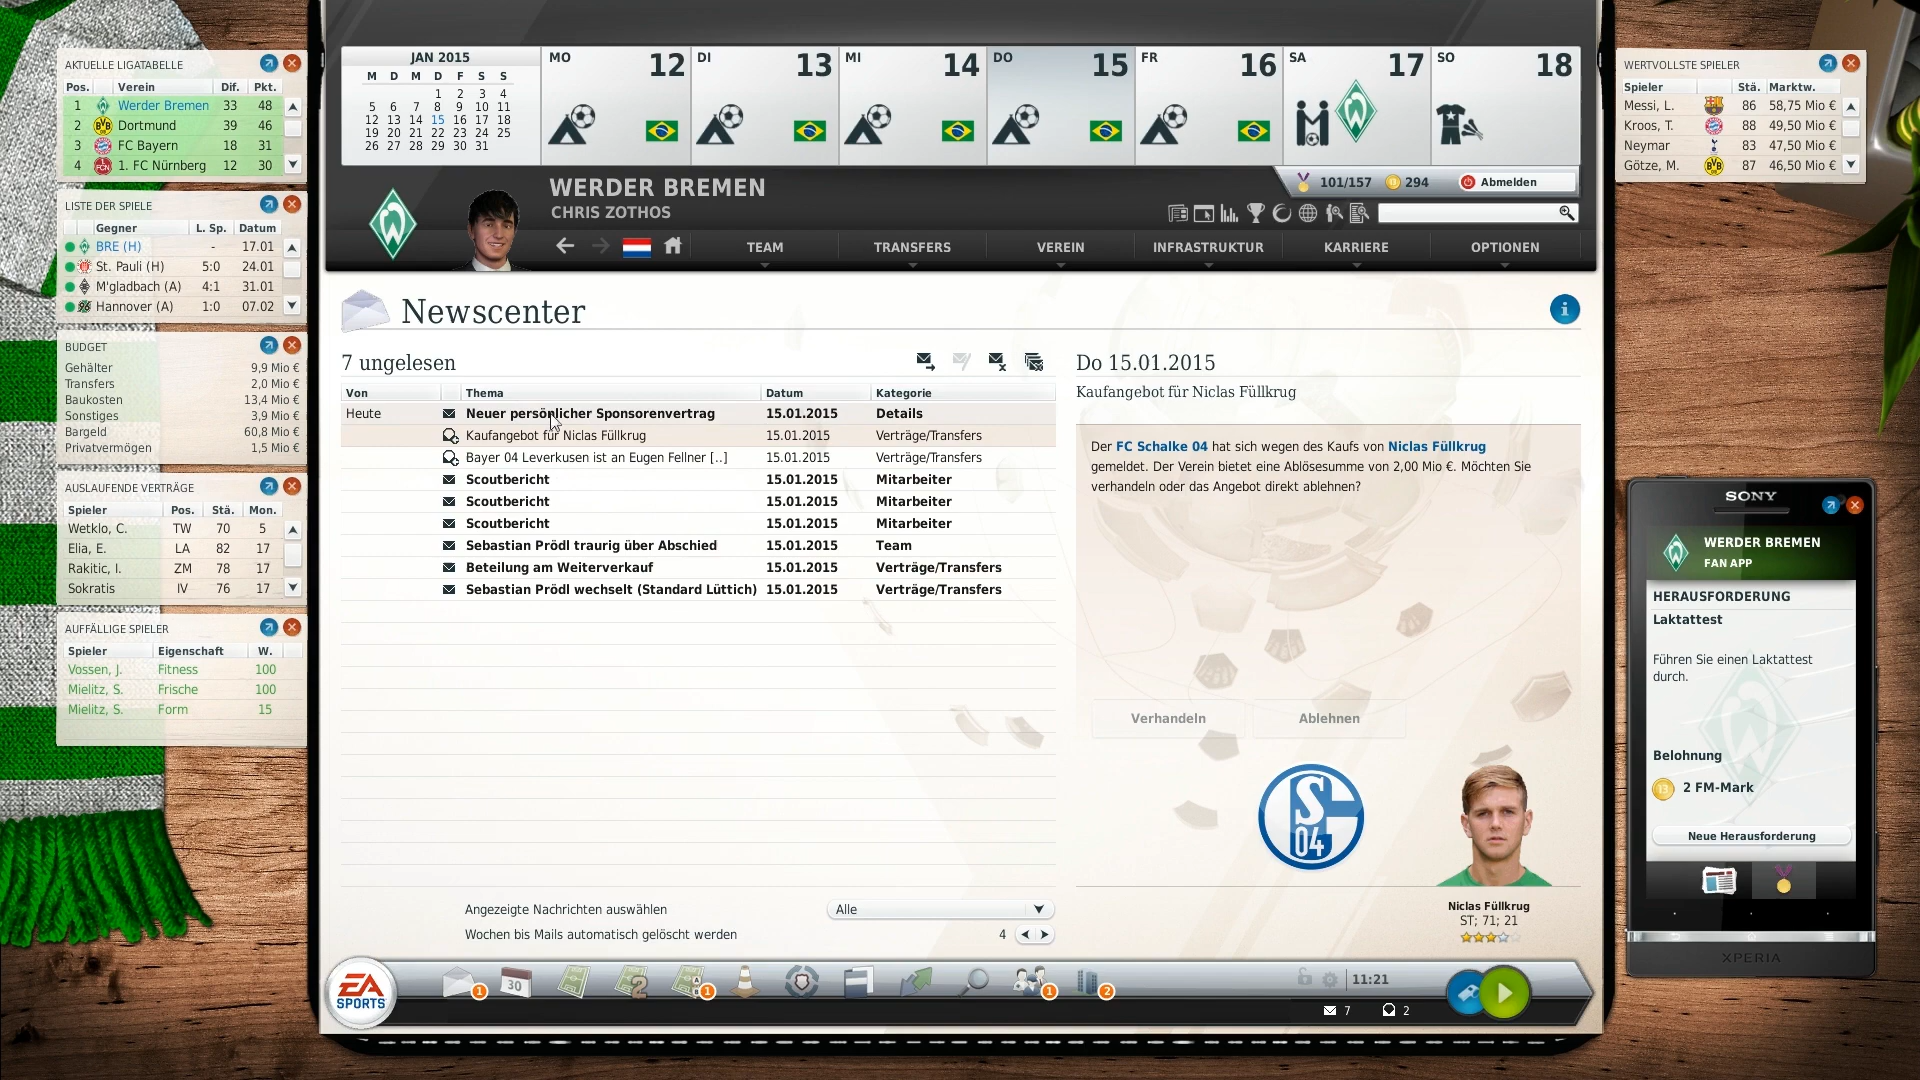 AKTUELLE LIGATABELLE
Pos. Verein Dif. Pkt.
1 Werder Bremen 33 48
2 Dortmund 39 46
3 FC Bayern 18 31
4 1. FC Nürnberg 12 30
LISTE DER SPIELE
Gegner L. Sp. Datum
BRE (H) - 17.01
St. Pauli (H) 5:0 24.01
M'gladbach (A) 4:1 31.01
Hannover (A) 1:0 07.02
BUDGET
Gehälter 9,9 Mio €
Transfers 2,0 Mio €
Baukosten 13,4 Mio €
Sonstiges 3,9 Mio €
Bargeld 60,8 Mio €
Privatvermögen 1,5 Mio €
AUSLAUFENDE VERTRÄGE
Spieler Pos. Stä. Mon.
Wetklo, C. TW 70 5
Elia, E. LA 82 17
Rakitic, I. ZM 78 17
Sokratis IV 76 17
AUFFÄLLIGE SPIELER
Spieler Eigenschaft W.
Vossen, J. Fitness 100
Mielitz, S. Frische 100
Mielitz, S. Form 15
JAN 2015
M D M D F S S
1 2 3 4
5 6 7 8 9 10 11
12 13 14 15 16 17 18
19 20 21 22 23 24 25
26 27 28 29 30 31
MO 12 DI 13 MI 14 DO 15 FR 16 SA 17 SO 18
WERDER BREMEN
CHRIS ZOTHOS
101/157 294 Abmelden
TEAM TRANSFERS VEREIN INFRASTRUKTUR KARRIERE OPTIONEN
Newscenter
7 ungelesen
Von Thema Datum Kategorie
Heute Neuer persönlicher Sponsorenvertrag 15.01.2015 Details
Kaufangebot für Niclas Füllkrug 15.01.2015 Verträge/Transfers
Bayer 04 Leverkusen ist an Eugen Fellner [..] 15.01.2015 Verträge/Transfers
Scoutbericht 15.01.2015 Mitarbeiter
Scoutbericht 15.01.2015 Mitarbeiter
Scoutbericht 15.01.2015 Mitarbeiter
Sebastian Prödl traurig über Abschied 15.01.2015 Team
Beteilung am Weiterverkauf 15.01.2015 Verträge/Transfers
Sebastian Prödl wechselt (Standard Lüttich) 15.01.2015 Verträge/Transfers
Angezeigte Nachrichten auswählen Alle
Wochen bis Mails automatisch gelöscht werden 4
Do 15.01.2015
Kaufangebot für Niclas Füllkrug
Der FC Schalke 04 hat sich wegen des Kaufs von Niclas Füllkrug
gemeldet. Der Verein bietet eine Ablösesumme von 2,00 Mio €. Möchten Sie
verhandeln oder das Angebot direkt ablehnen?
Verhandeln Ablehnen
S
04
Niclas Füllkrug
ST; 71; 21
EA
SPORTS
1 30 2 1 1 2
11:21
7 2
WERTVOLLSTE SPIELER
Spieler Stä. Marktw.
Messi, L. 86 58,75 Mio €
Kroos, T. 88 49,50 Mio €
Neymar 83 47,50 Mio €
Götze, M. 87 46,50 Mio €
SONY
WERDER BREMEN
FAN APP
HERAUSFORDERUNG
Laktattest
Führen Sie einen Laktattest
durch.
Belohnung
13 2 FM-Mark
Neue Herausforderung
XPERIA